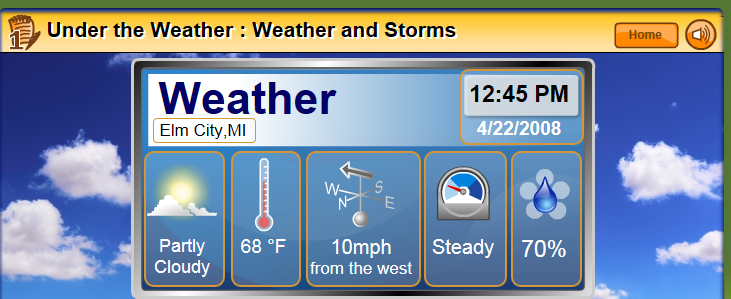 Under the Weather : Weather and Storms
Home
Weather
12:45 PM
Elm City,MI
4/22/2008
W
S
N
E
Partly
Cloudy
68 °F
10mph
from the west
Steady
70%